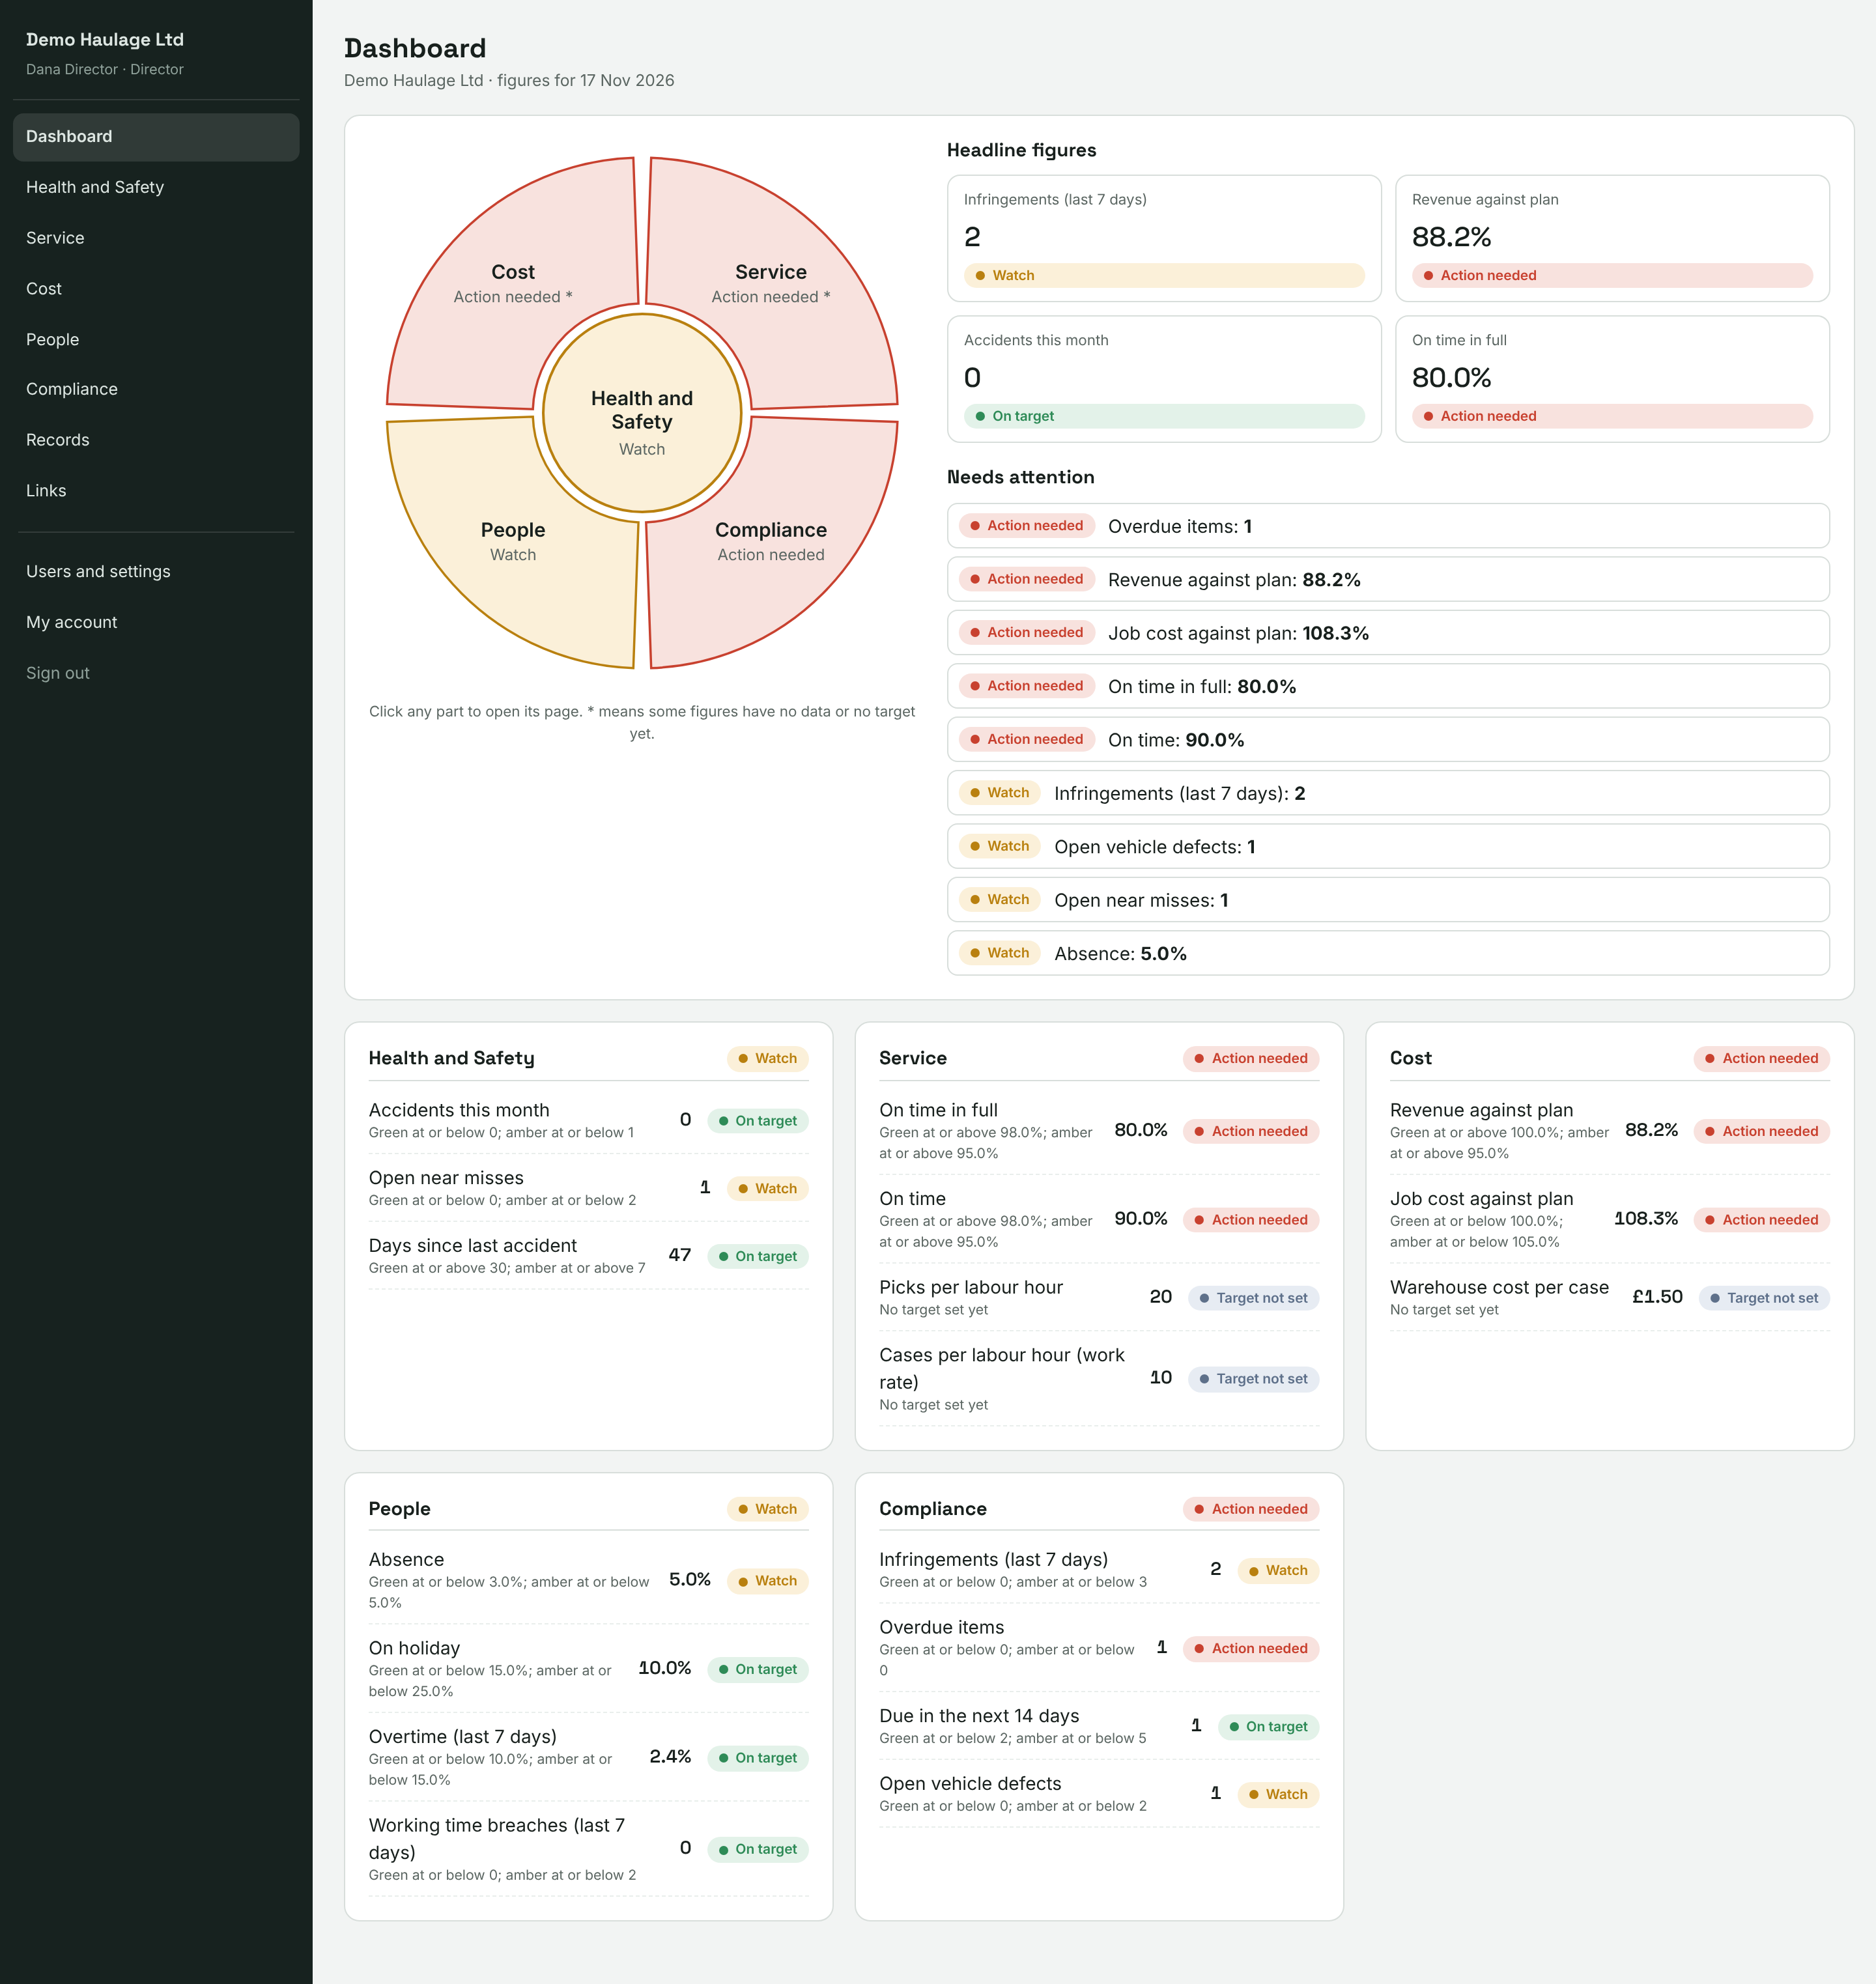 Demo Haulage Ltd
Dana Director · Director
Dashboard
Health and Safety
Service
Cost
People
Compliance
Records
Links
Users and settings
My account
Sign out
Dashboard
Demo Haulage Ltd · figures for 17 Nov 2026
Cost
Action needed *
Service
Action needed *
Health and
Safety
Watch
People
Watch
Compliance
Action needed
Click any part to open its page. * means some figures have no data or no target
yet.
Headline figures
Infringements (last 7 days)
2
Watch
Revenue against plan
88.2%
Action needed
Accidents this month
0
On target
On time in full
80.0%
Action needed
Needs attention
Action needed Overdue items: 1
Action needed Revenue against plan: 88.2%
Action needed Job cost against plan: 108.3%
Action needed On time in full: 80.0%
Action needed On time: 90.0%
Watch Infringements (last 7 days): 2
Watch Open vehicle defects: 1
Watch Open near misses: 1
Watch Absence: 5.0%
Health and Safety Watch
Accidents this month
Green at or below 0; amber at or below 1
0 On target
Open near misses
Green at or below 0; amber at or below 2
1 Watch
Days since last accident
Green at or above 30; amber at or above 7
47 On target
Service Action needed
On time in full
Green at or above 98.0%; amber
at or above 95.0%
80.0% Action needed
On time
Green at or above 98.0%; amber
at or above 95.0%
90.0% Action needed
Picks per labour hour
No target set yet
20 Target not set
Cases per labour hour (work
rate)
No target set yet
10 Target not set
Cost Action needed
Revenue against plan
Green at or above 100.0%; amber
at or above 95.0%
88.2% Action needed
Job cost against plan
Green at or below 100.0%;
amber at or below 105.0%
108.3% Action needed
Warehouse cost per case
No target set yet
£1.50 Target not set
People Watch
Absence
Green at or below 3.0%; amber at or below
5.0%
5.0% Watch
On holiday
Green at or below 15.0%; amber at or
below 25.0%
10.0% On target
Overtime (last 7 days)
Green at or below 10.0%; amber at or
below 15.0%
2.4% On target
Working time breaches (last 7
days)
Green at or below 0; amber at or below 2
0 On target
Compliance Action needed
Infringements (last 7 days)
Green at or below 0; amber at or below 3
2 Watch
Overdue items
Green at or below 0; amber at or below
0
1 Action needed
Due in the next 14 days
Green at or below 2; amber at or below 5
1 On target
Open vehicle defects
Green at or below 0; amber at or below 2
1 Watch